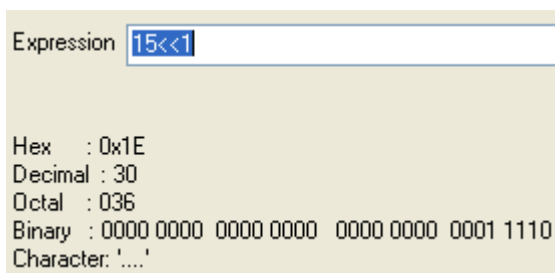 Expression 15<<1
Hex : 0x1E
Decimal : 30
Octal : 036
Binary : 0000 0000 0000 0000 0000 0000 0001 1110
Character: '....'